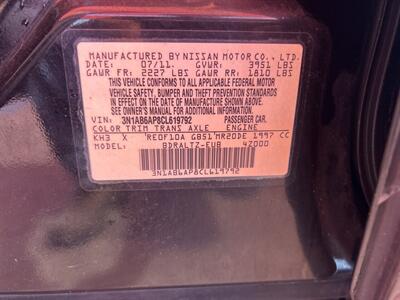 MANUFACTURED BY NISSAN MOTOR CO., LTD.
DATE: 07/11. GVWR: 3951 LBS
GAWR FR: 2227 LBS GAWR RR: 1810 LBS
THIS VEHICLE CONFORMS TO ALL APPLICABLE FEDERAL MOTOR
VEHICLE SAFETY, BUMPER AND THEFT PREVENTION STANDARDS
IN EFFECT ON THE DATE OF MANUFACTURE SHOWN ABOVE.
SEE OWNER'S MANUAL FOR ADDITIONAL INFORMATION
VIN: 3N1AB6AP8CL619792 PASSENGER CAR.
COLOR TRIM TRANS AXLE ENGINE
KH3 X RE0F10A GB51 MR20DE 1997 CC
MODEL: BDRALTZ-EUB 4Z000
3N1AB6AP8CL619792